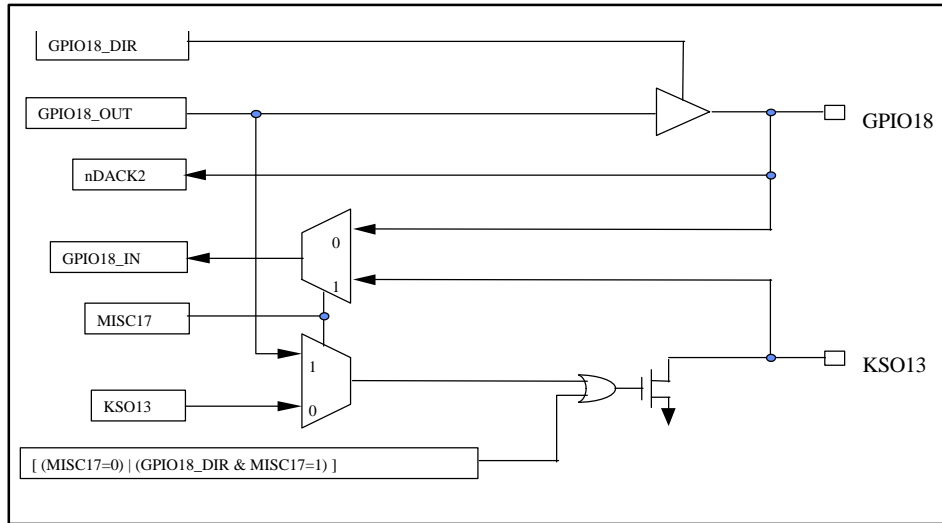 GPIO18_DIR
GPIO18_OUT
GPIO18
nDACK2
0
GPIO18_IN
1
MISC17
1
KSO13
KSO13
0
[ (MISC17=0) | (GPIO18_DIR & MISC17=1) ]